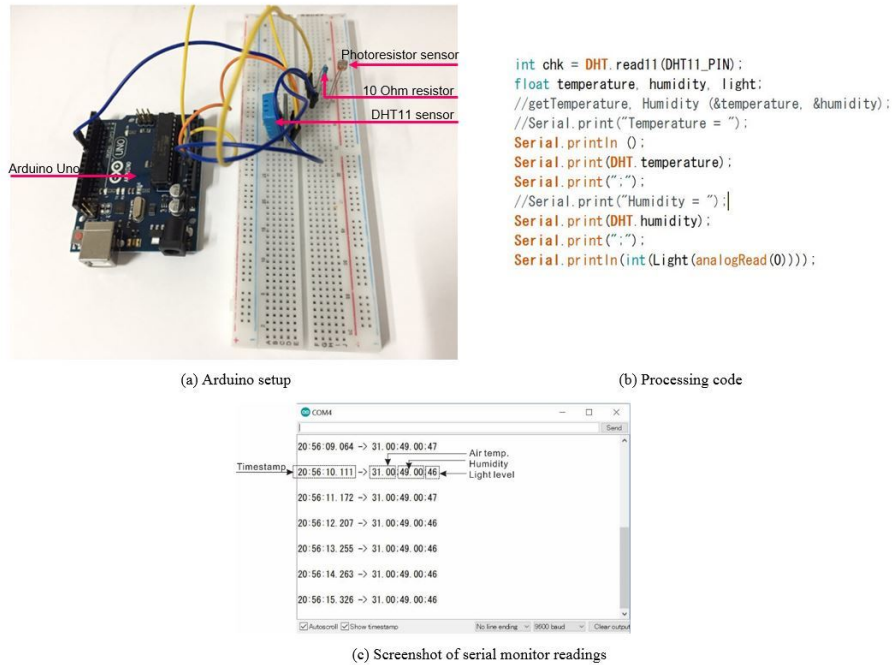 Photoresistor sensor
10 Ohm resistor
DHT11 sensor
Arduino Uno
UNO
(a) Arduino setup
int chk = DHT.read11(DHT11_PIN);
float temperature, humidity, light;
//getTemperature, Humidity (&temperature, &humidity);
//Serial.print("Temperature = ");
Serial.println ();
Serial.print(DHT.temperature);
Serial.print(";");
//Serial.print("Humidity = ");
Serial.print(DHT.humidity);
Serial.print(";");
Serial.println(int(Light(analogRead(0))));
(b) Processing code
COM4
Send
20:56:09.064 -> 31.00;49.00;47
Air temp.
Humidity
Timestamp
20:56:10.111 -> 31.00;49.00;46
Light level
20:56:11.172 -> 31.00;49.00;47
20:56:12.207 -> 31.00;49.00;46
20:56:13.255 -> 31.00;49.00;46
20:56:14.263 -> 31.00;49.00;46
20:56:15.326 -> 31.00;49.00;46
Autoscroll Show timestamp No line ending 9600 baud Clear output
(c) Screenshot of serial monitor readings